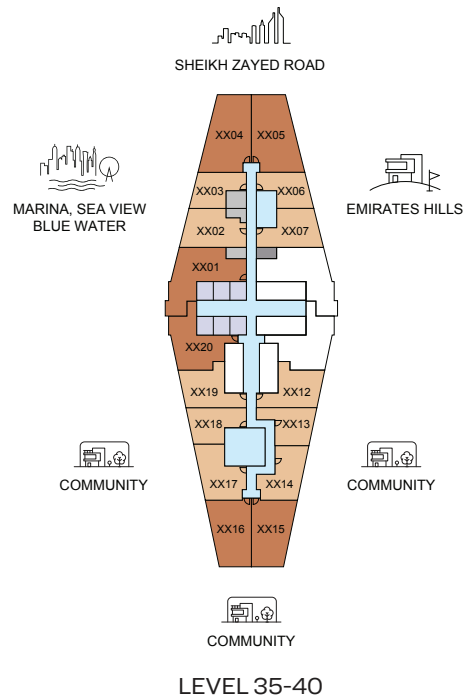 SHEIKH ZAYED ROAD
XX04 XX05
XX03 XX06
MARINA, SEA VIEW
BLUE WATER
EMIRATES HILLS
XX02 XX07
XX01
XX20
XX19 XX12
XX18 XX13
COMMUNITY
COMMUNITY
XX17 XX14
XX16 XX15
COMMUNITY
LEVEL 35-40